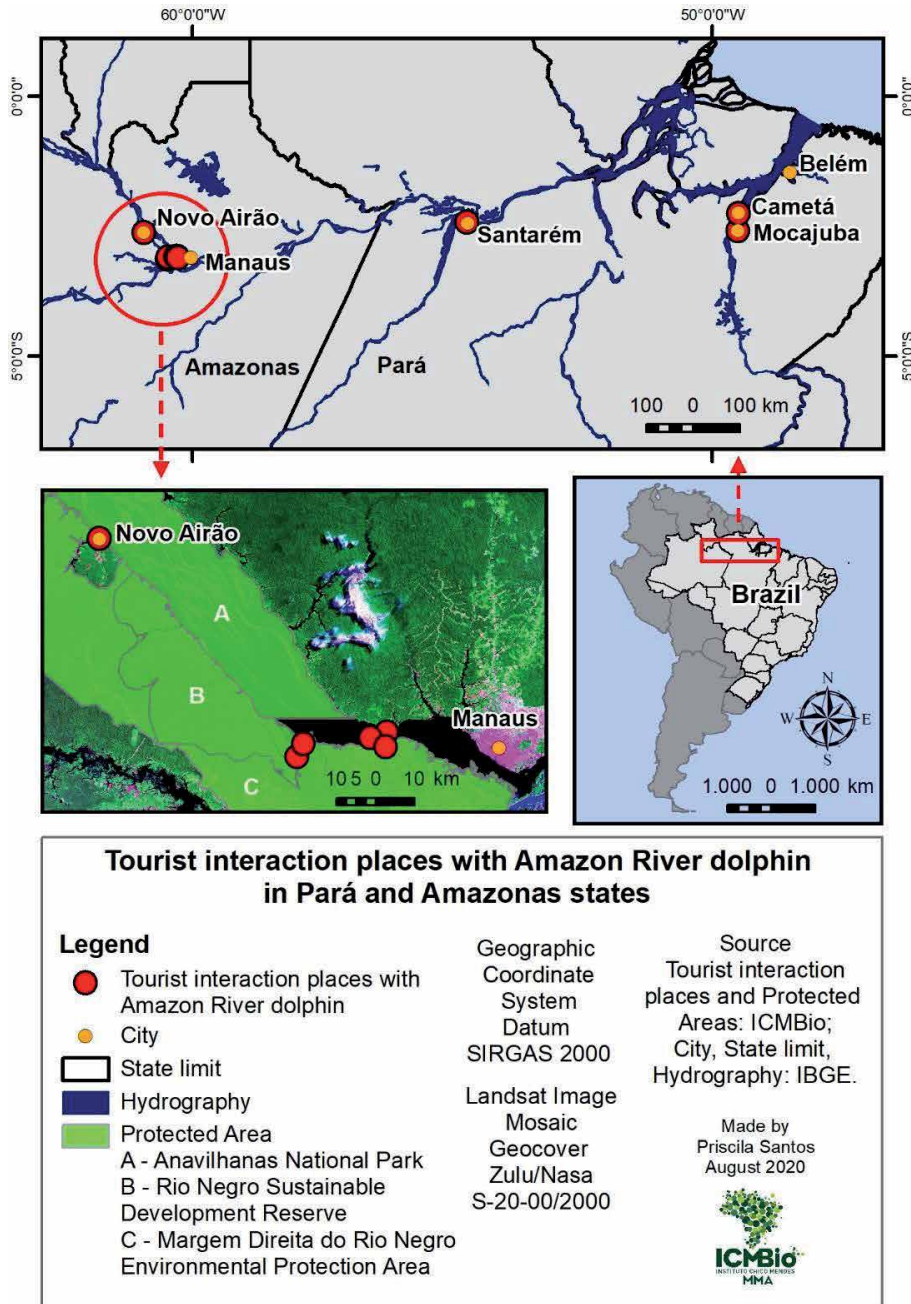 60°0'0"W 50°0'0"W
0°0'0" 0°0'0"
Belém
Novo Airão
Cametá
Santarém
Mocajuba
Manaus
5°0'0"S 5°0'0"S
Amazonas
Pará
100 0 100 km
Novo Airão
A
B
Manaus
C
10 5 0 10 km
Brazil
N
W E
S
1.000 0 1.000 km
Tourist interaction places with Amazon River dolphin
in Pará and Amazonas states
Legend
Tourist interaction places with
Amazon River dolphin
City
State limit
Hydrography
Protected Area
A - Anavilhanas National Park
B - Rio Negro Sustainable
Development Reserve
C - Margem Direita do Rio Negro
Environmental Protection Area
Geographic
Coordinate
System
Datum
SIRGAS 2000
Landsat Image
Mosaic
Geocover
Zulu/Nasa
S-20-00/2000
Source
Tourist interaction
places and Protected
Areas: ICMBio;
City, State limit,
Hydrography: IBGE.
Made by
Priscila Santos
August 2020
ICMBio
INSTITUTO CHICO MENDES
MMA